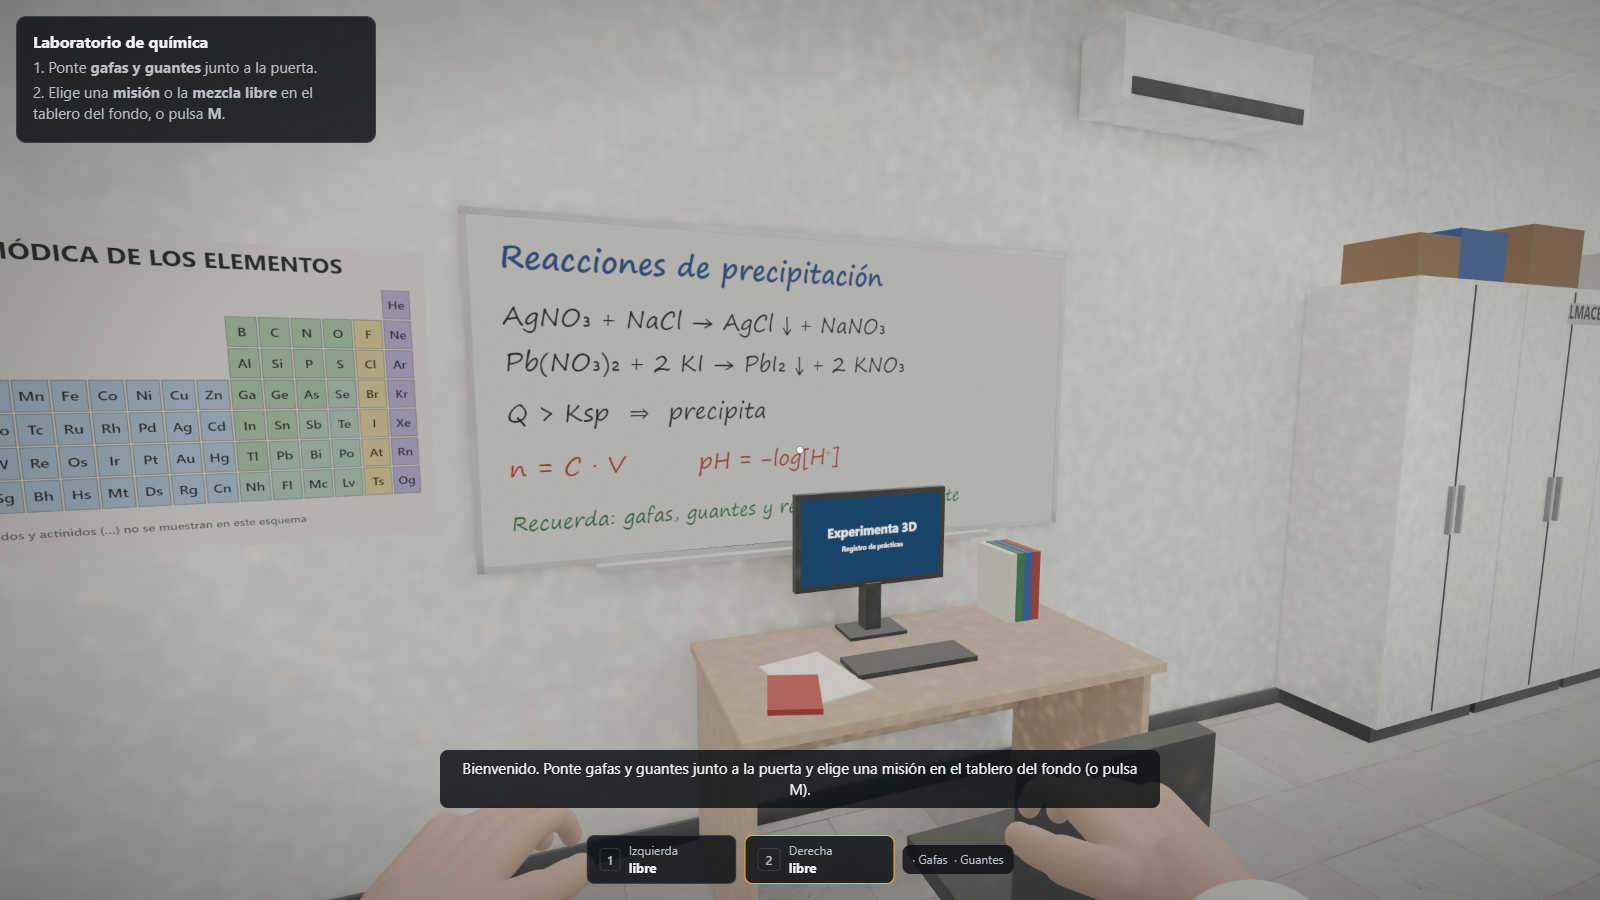 Laboratorio de química
1. Ponte gafas y guantes junto a la puerta.
2. Elige una misión o la mezcla libre en el
tablero del fondo, o pulsa M.
ÓDICA DE LOS ELEMENTOS
He
B C N O F Ne
Al Si P S Cl Ar
Mn Fe Co Ni Cu Zn Ga Ge As Se Br Kr
Tc Ru Rh Pd Ag Cd In Sn Sb Te I Xe
Re Os Ir Pt Au Hg Tl Pb Bi Po At Rn
Sg Bh Hs Mt Ds Rg Cn Nh Fl Mc Lv Ts Og
dos y actínidos (...) no se muestran en este esquema
Reacciones de precipitación
AgNO₃ + NaCl → AgCl ↓ + NaNO₃
Pb(NO₃)₂ + 2 KI → PbI₂ ↓ + 2 KNO₃
Q > Ksp ⇒ precipita
n = C · V pH = -log[H⁺]
Recuerda: gafas, guantes y re te
Experimenta 3D
Registro de prácticas
LMACE
Bienvenido. Ponte gafas y guantes junto a la puerta y elige una misión en el tablero del fondo (o pulsa
M).
1 Izquierda
libre
2 Derecha
libre
· Gafas · Guantes